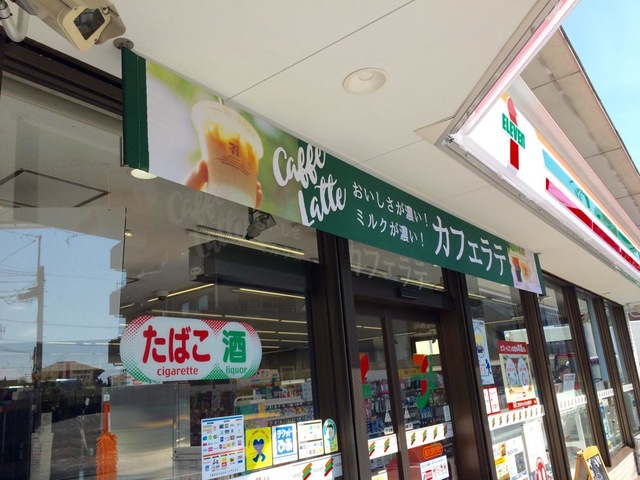 Caffe
Latte
おいしさが濃い!
ミルクが濃い!
カフェラテ
ELEVEN
たばこ 酒
cigarette liquor